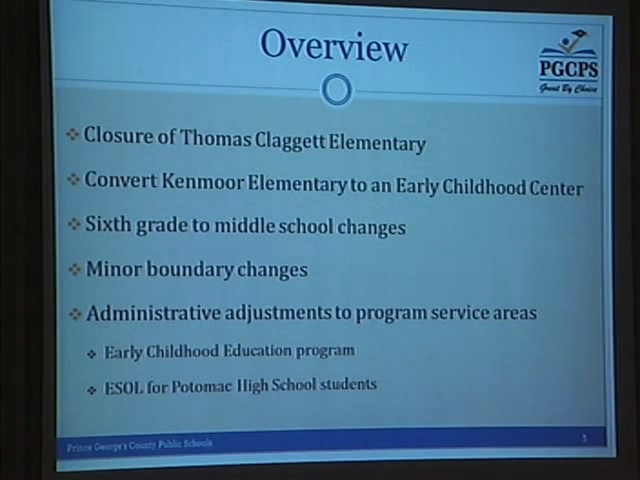 Overview
PGCPS
Great By Choice
Closure of Thomas Claggett Elementary
Convert Kenmoor Elementary to an Early Childhood Center
Sixth grade to middle school changes
Minor boundary changes
Administrative adjustments to program service areas
Early Childhood Education program
ESOL for Potomac High School students
Prince George's County Public Schools